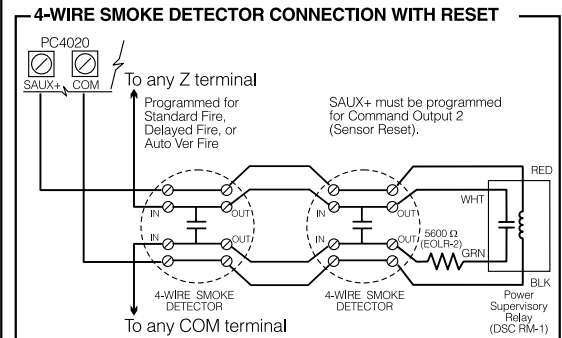 4-WIRE SMOKE DETECTOR CONNECTION WITH RESET
PC4020
SAUX+ COM
To any Z terminal
Programmed for
Standard Fire,
Delayed Fire, or
Auto Ver Fire
SAUX+ must be programmed
for Command Output 2
(Sensor Reset).
RED
WHT
IN
OUT
IN
OUT
5600 Ω
(EOLR-2)
GRN
IN
OUT
IN
OUT
BLK
4-WIRE SMOKE
DETECTOR
4-WIRE SMOKE
DETECTOR
Power
Supervisory
Relay
(DSC RM-1)
To any COM terminal